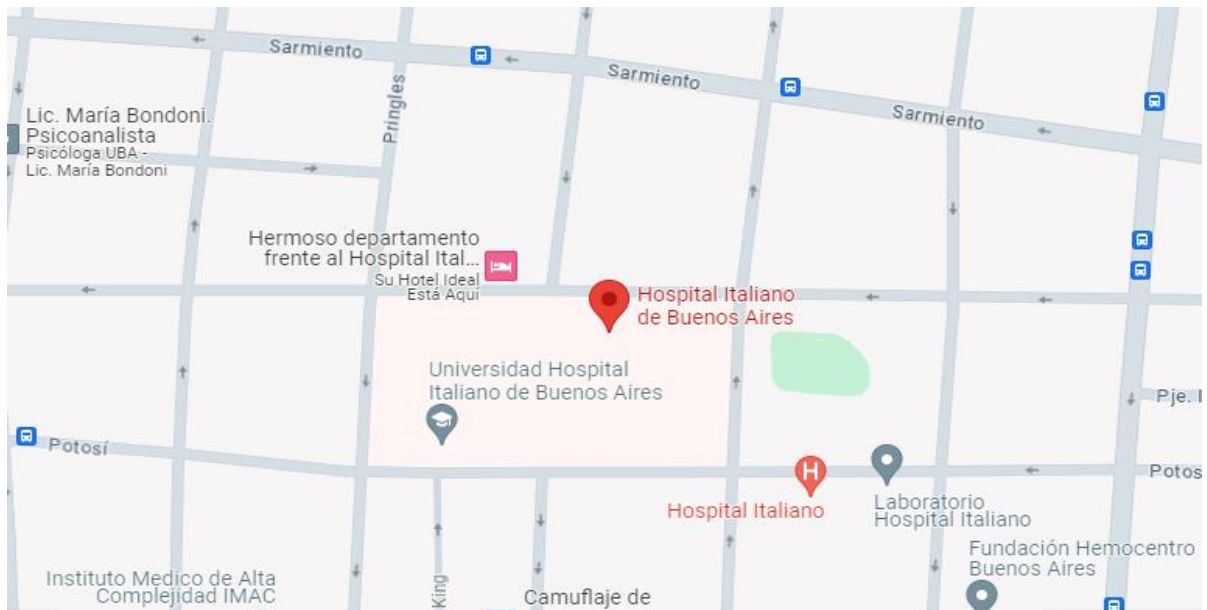 Sarmiento
Sarmiento
Sarmiento
Pringles
Lic. María Bondoni.
Psicoanalista
Psicóloga UBA -
Lic. María Bondoni
Hermoso departamento
frente al Hospital Ital...
Su Hotel Ideal
Está Aquí
Hospital Italiano
de Buenos Aires
Universidad Hospital
Italiano de Buenos Aires
Pje. I
Potosí
Potos
H
Hospital Italiano
Laboratorio
Hospital Italiano
Fundación Hemocentro
Buenos Aires
Instituto Medico de Alta
Complejidad IMAC
King
Camuflaje de